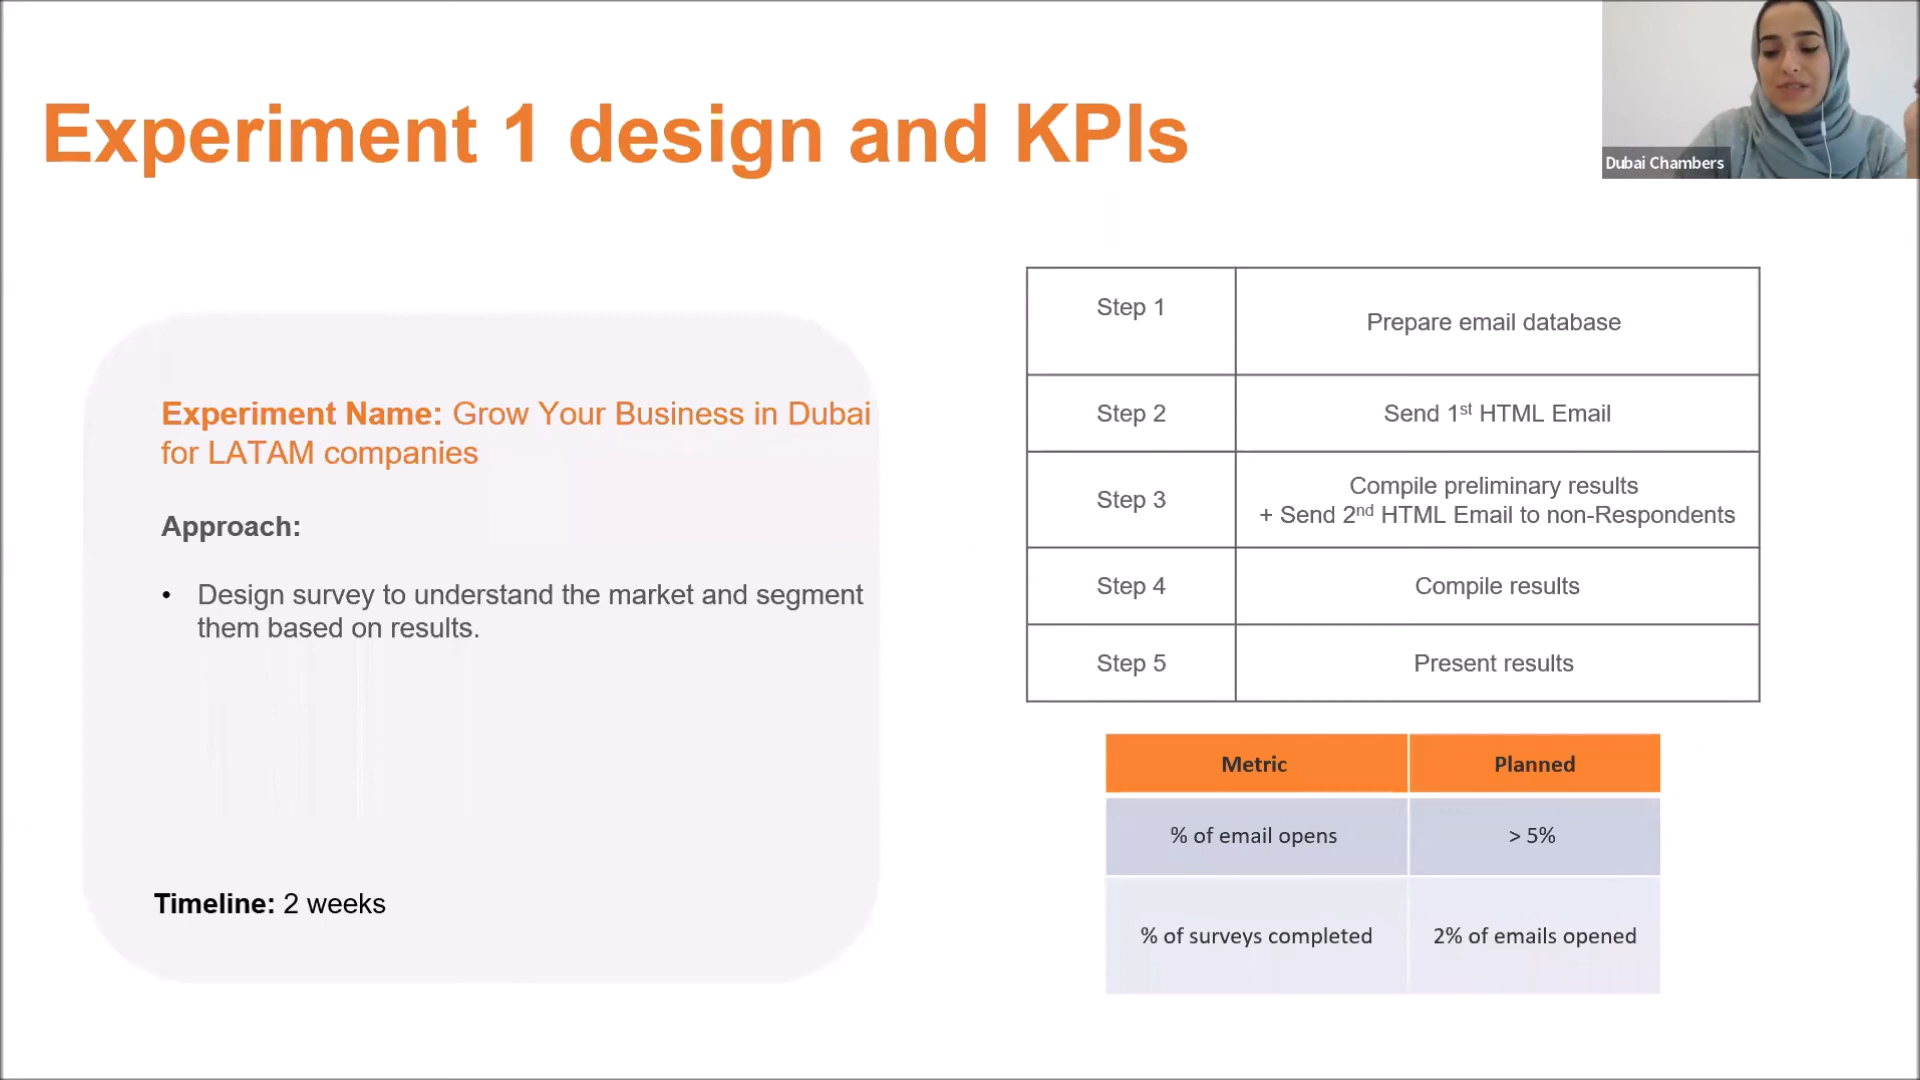 Experiment 1 design and KPIs
Dubai Chambers
Experiment Name: Grow Your Business in Dubai
for LATAM companies
Approach:
• Design survey to understand the market and segment
them based on results.
Timeline: 2 weeks
Step 1
Prepare email database
Step 2
Send 1st HTML Email
Step 3
Compile preliminary results
+ Send 2nd HTML Email to non-Respondents
Step 4
Compile results
Step 5
Present results
Metric
Planned
% of email opens
> 5%
% of surveys completed
2% of emails opened